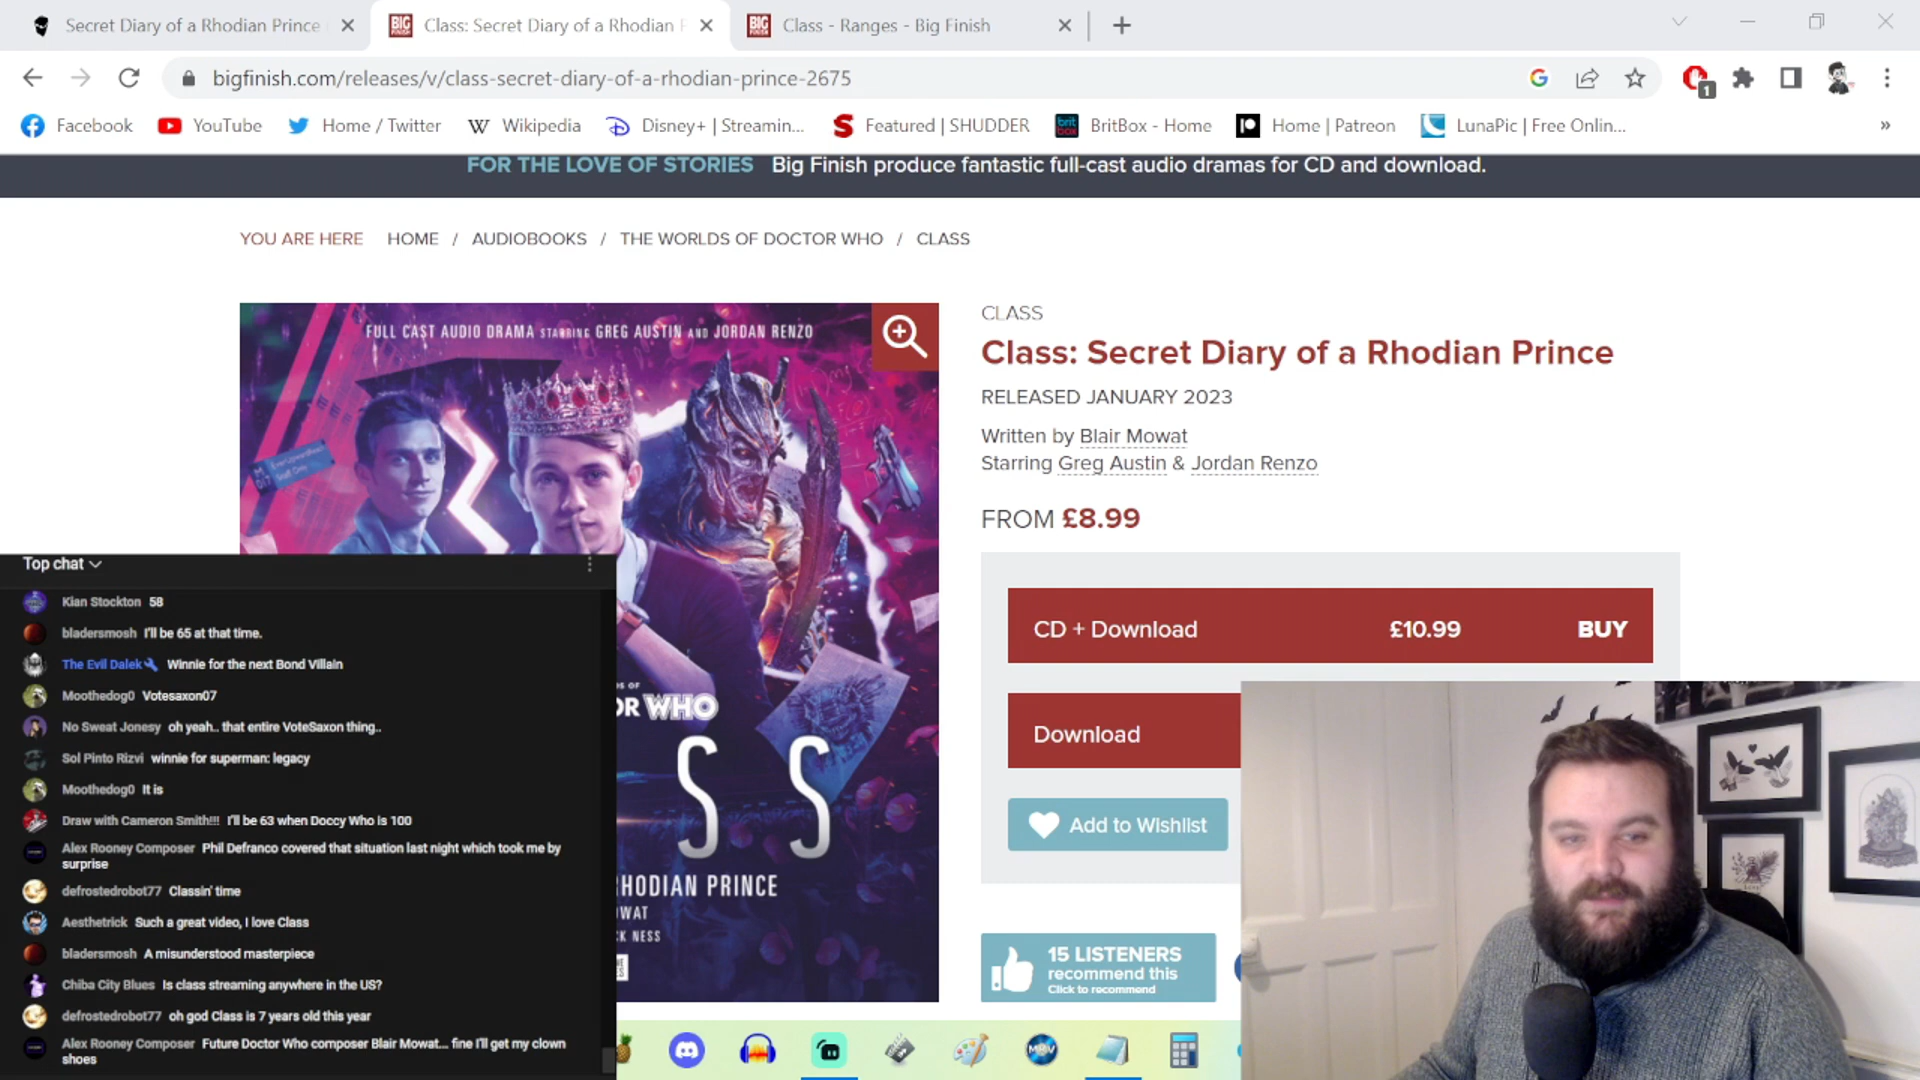 Secret Diary of a Rhodian Prince
Class: Secret Diary of a Rhodian P
Class - Ranges - Big Finish
bigfinish.com/releases/v/class-secret-diary-of-a-rhodian-prince-2675
1
Facebook
YouTube
Home / Twitter
Wikipedia
Disney+ | Streamin...
Featured | SHUDDER
BritBox - Home
Home | Patreon
LunaPic | Free Onlin...
FOR THE LOVE OF STORIES Big Finish produce fantastic full-cast audio dramas for CD and download.
YOU ARE HERE HOME / AUDIOBOOKS / THE WORLDS OF DOCTOR WHO / CLASS
FULL CAST AUDIO DRAMA STARRING GREG AUSTIN AND JORDAN RENZO
OR WHO
S S
HODIAN PRINCE
WAT
CK NESS
CLASS
Class: Secret Diary of a Rhodian Prince
RELEASED JANUARY 2023
Written by Blair Mowat
Starring Greg Austin & Jordan Renzo
FROM £8.99
CD + Download £10.99 BUY
Download
Add to Wishlist
15 LISTENERS
recommend this
Click to recommend
Top chat
Kian Stockton 58
bladersmosh I'll be 65 at that time.
The Evil Dalek Winnie for the next Bond Villain
Moothedog0 Votesaxon07
No Sweat Jonesy oh yeah.. that entire VoteSaxon thing..
Sol Pinto Rizvi winnie for superman: legacy
Moothedog0 It is
Draw with Cameron Smith!!! I'll be 63 when Doccy Who is 100
Alex Rooney Composer Phil Defranco covered that situation last night which took me by
surprise
defrostedrobot77 Classin' time
Aesthetrick Such a great video, I love Class
bladersmosh A misunderstood masterpiece
Chiba City Blues Is class streaming anywhere in the US?
defrostedrobot77 oh god Class is 7 years old this year
Alex Rooney Composer Future Doctor Who composer Blair Mowat... fine I'll get my clown
shoes